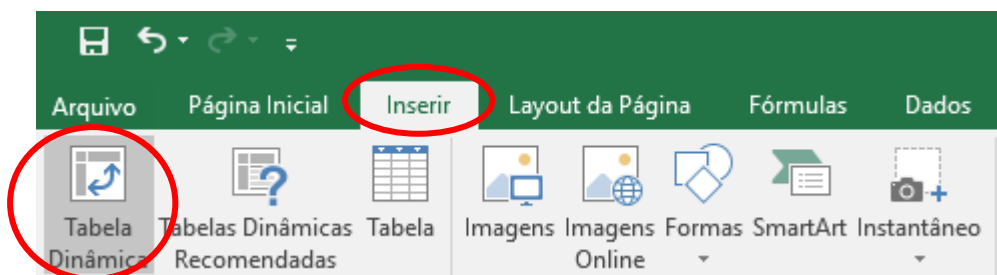 Arquivo Página Inicial Inserir Layout da Página Fórmulas Dados
Tabela Tabelas Dinâmicas Tabela Imagens Imagens Formas SmartArt Instantâneo
Dinâmica Recomendadas Online